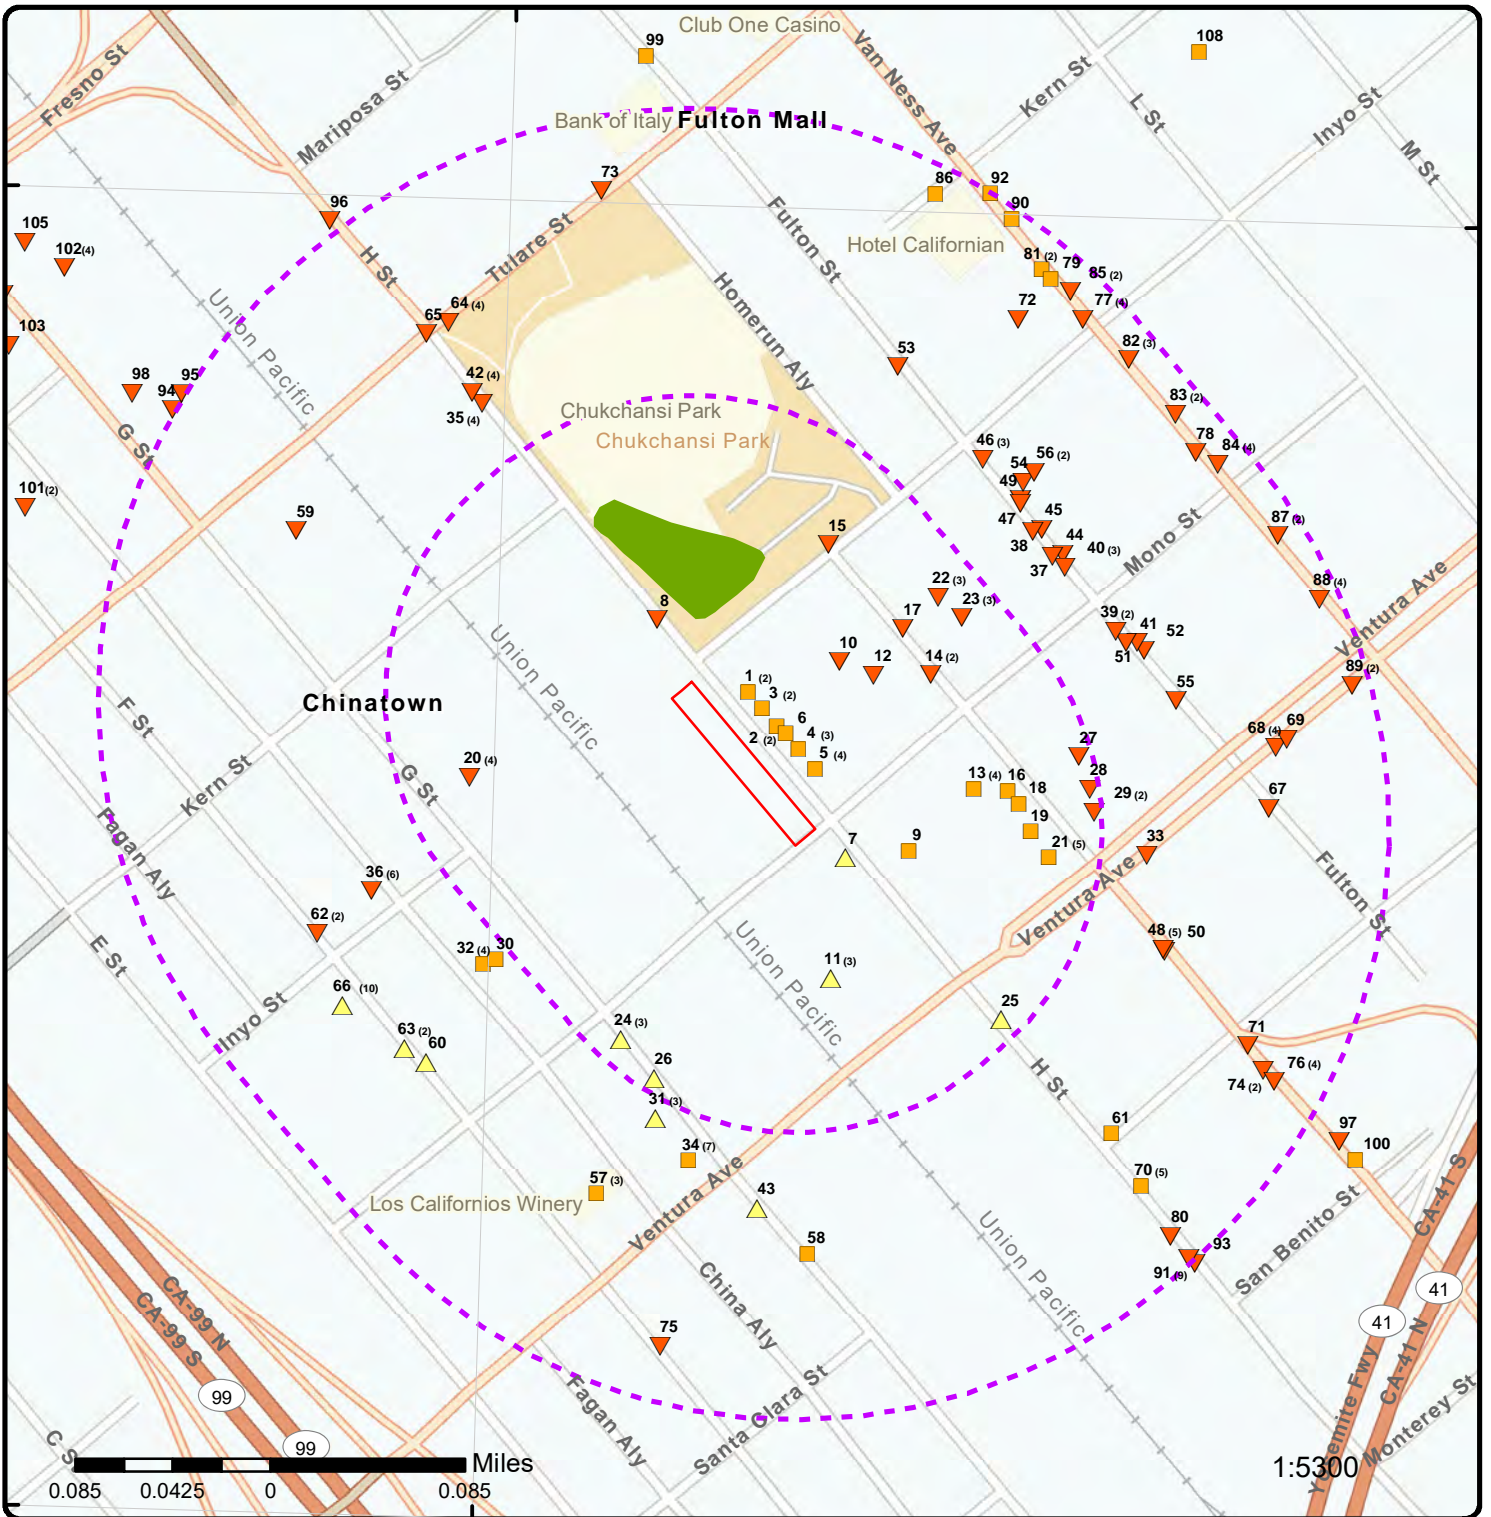 Club One Casino
99
108
Fresno St
Mariposa St
Van Ness Ave
Kern St
L St
Inyo St
M St
Bank of Italy
Fulton Mall
73
86
92
90
96
105
102 (4)
H St
Tulare St
Fulton St
Hotel Californian
81 (2)
79
85 (2)
77 (4)
72
Union Pacific
Homerun Aly
64 (4)
65
103
82 (3)
53
98
95
94
42 (4)
35 (4)
Chukchansi Park
Chukchansi Park
83 (2)
G St
78
84 (4)
46 (3)
54
56 (2)
49
101 (2)
59
15
47
45
38
44
40 (3)
37
Mono St
87 (2)
88 (4)
Ventura Ave
8
22 (3)
23 (3)
17
10
12
14 (2)
39 (2)
41
52
51
55
89 (2)
Union Pacific
Chinatown
1 (2)
3 (2)
6
2 (2)
4 (3)
5 (4)
F St
20 (4)
G St
Kern St
27
28
29 (2)
68 (4)
69
67
13 (4)
16
18
19
21 (5)
33
7
9
Pagan Aly
36 (6)
62 (2)
Ventura Ave
Fulton St
E St
32 (4)
30
48 (5)
50
Union Pacific
11 (3)
66 (10)
25
Inyo St
63 (2)
60
24 (3)
26
31 (3)
H St
71
76 (4)
74 (2)
61
97
100
34 (7)
57 (3)
Los Californios Winery
Ventura Ave
43
58
70 (5)
80
93
91 (9)
San Benito St
CA-41 S
41
41
Union Pacific
CA-99 N
CA-99 S
China Aly
75
99
99
Fagan Aly
Santa Clara St
Yosemite Fwy
CA-41 N
Monterey St
C S
Miles
0.085
0.0425
0
0.085
1:5300